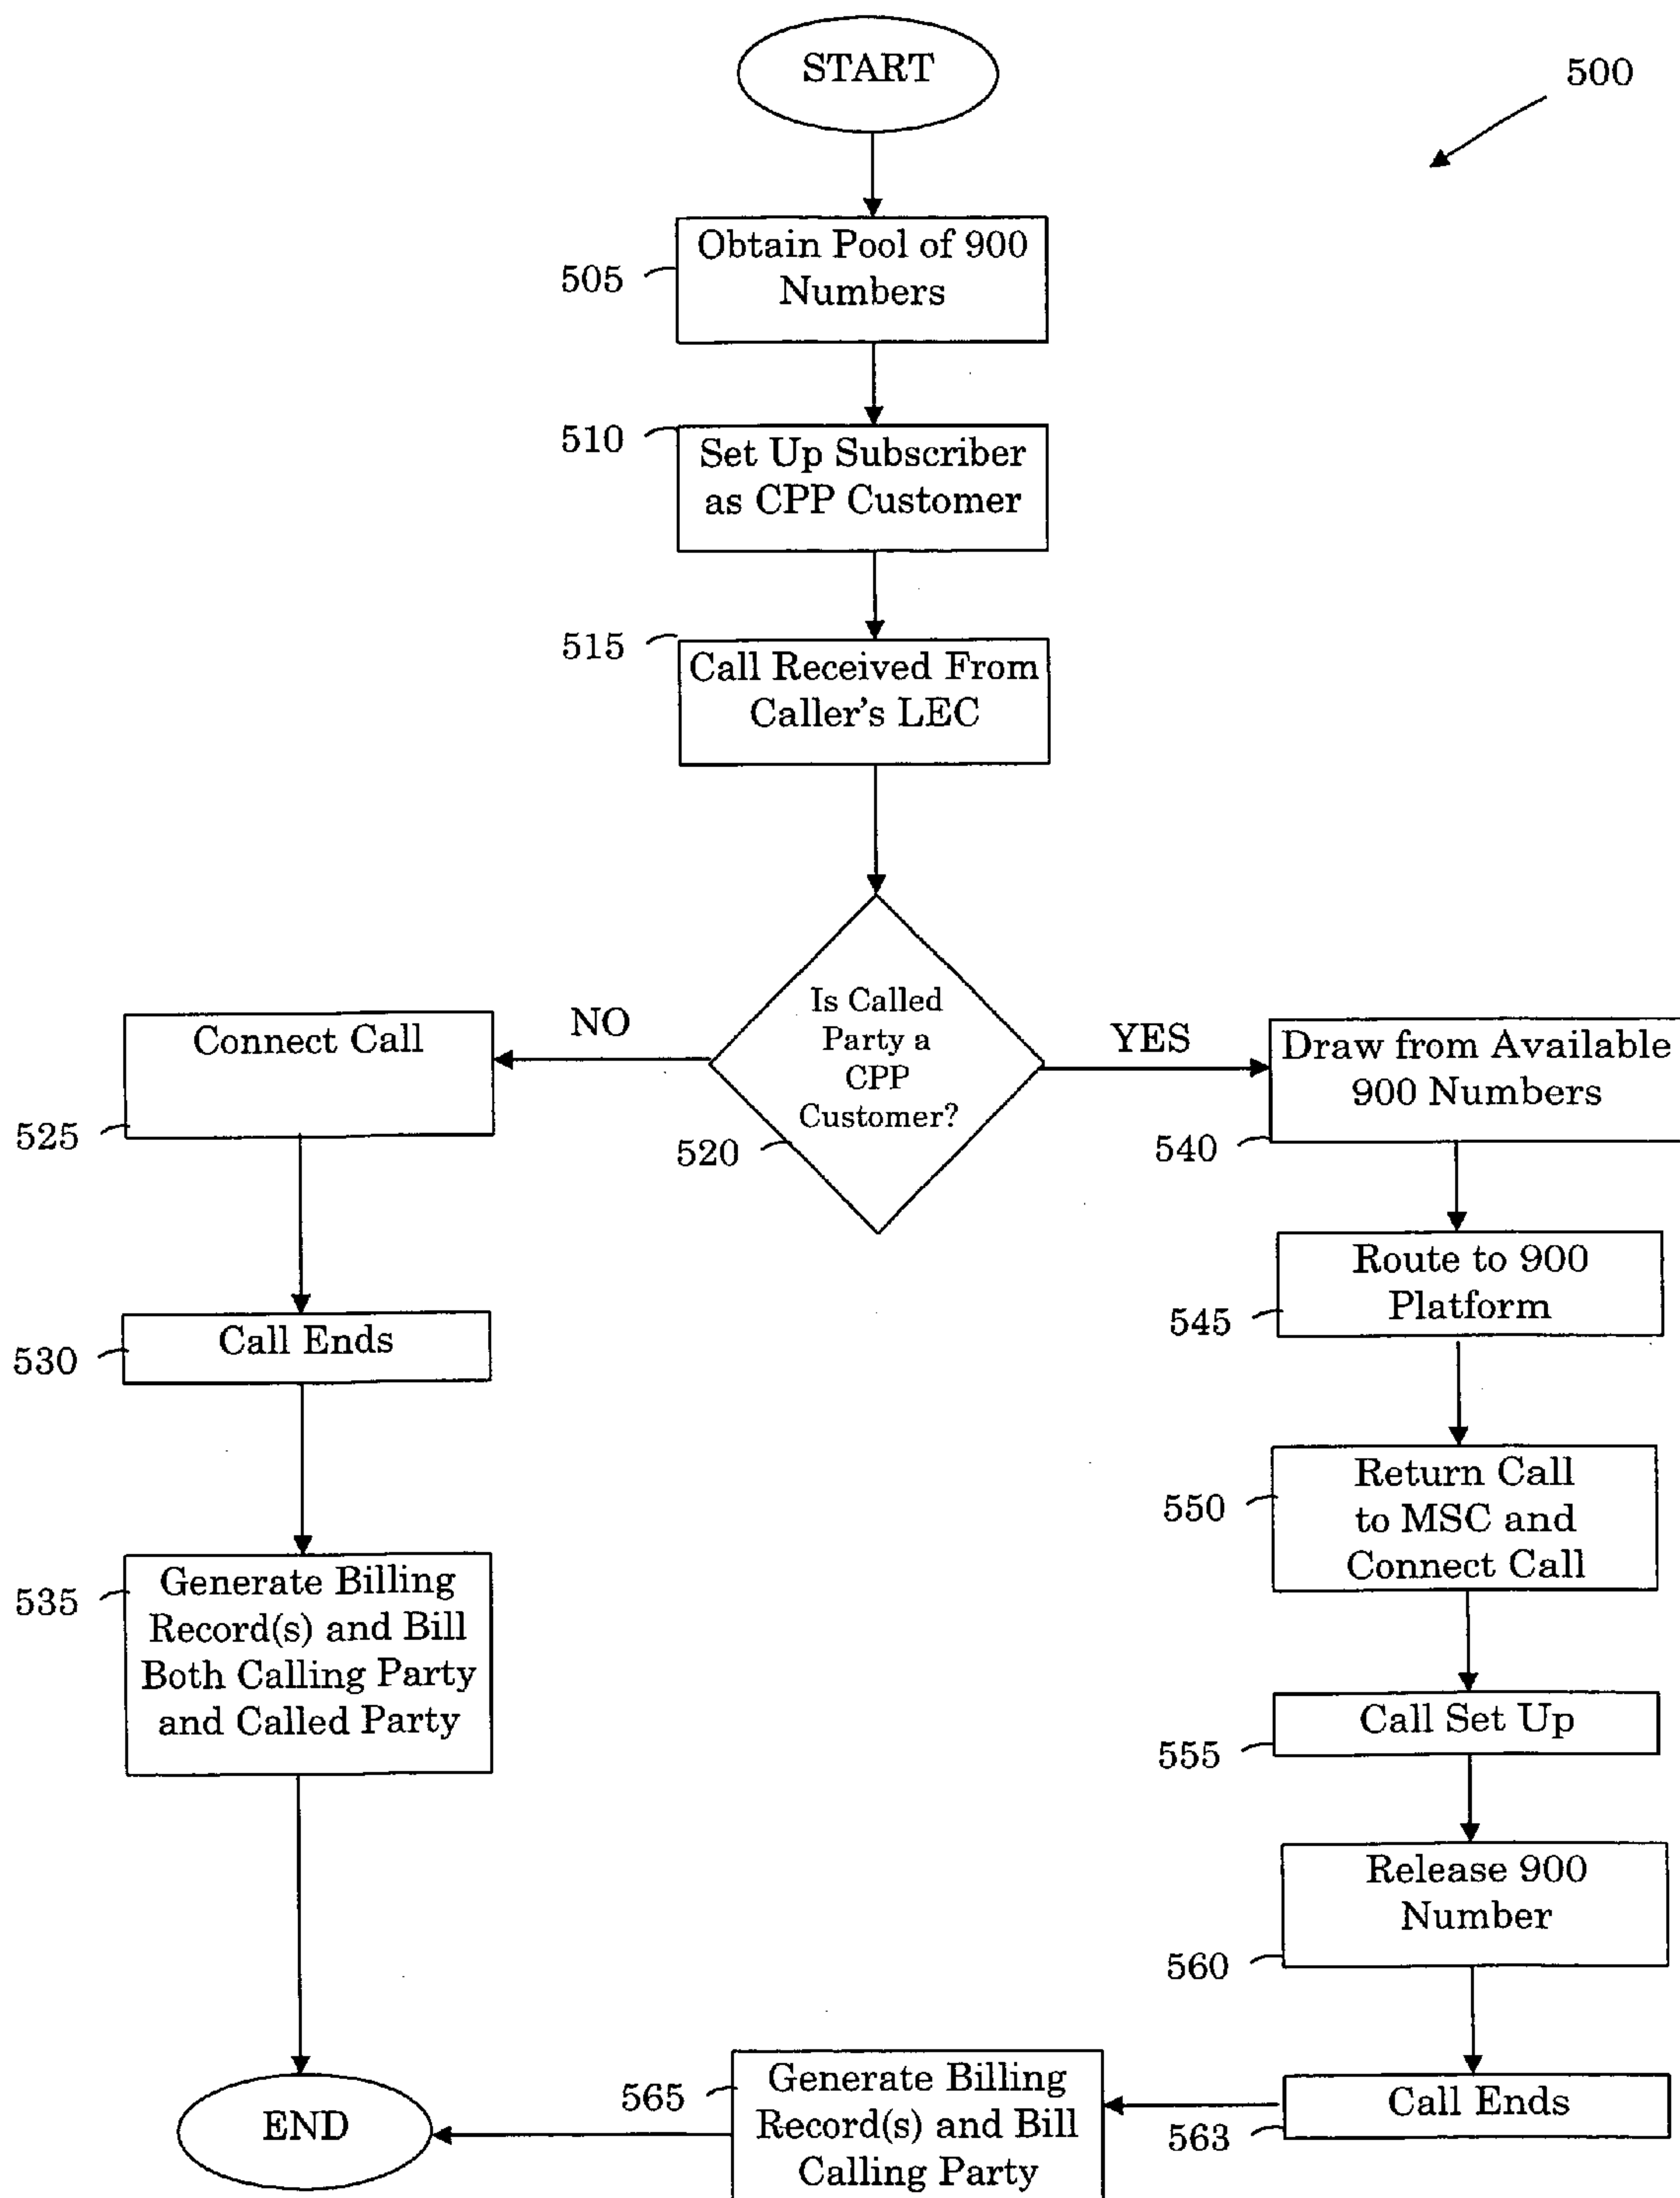 START
500
505
Obtain Pool of 900
Numbers
510
Set Up Subscriber
as CPP Customer
515
Call Received From
Caller's LEC
Is Called
Party a
CPP
Customer?
520
NO
YES
Connect Call
525
Call Ends
530
535
Generate Billing
Record(s) and Bill
Both Calling Party
and Called Party
Draw from Available
900 Numbers
540
Route to 900
Platform
545
Return Call
to MSC and
Connect Call
550
Call Set Up
555
Release 900
Number
560
Call Ends
563
565
Generate Billing
Record(s) and Bill
Calling Party
END